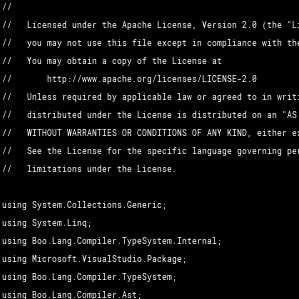 //
//   Licensed under the Apache License, Version 2.0 (the
//   you may not use this file except in compliance with
//   You may obtain a copy of the License at
//       http://www.apache.org/licenses/LICENSE-2.0
//   Unless required by applicable law or agreed to in
//   distributed under the License is distributed on an "AS
//   WITHOUT WARRANTIES OR CONDITIONS OF ANY KIND, either
//   See the License for the specific language governing
//   limitations under the License.
using System.Collections.Generic;
using System.Linq;
using Boo.Lang.Compiler.TypeSystem.Internal;
using Microsoft.VisualStudio.Package;
using Boo.Lang.Compiler.TypeSystem;
using Boo.Lang.Compiler.Ast;